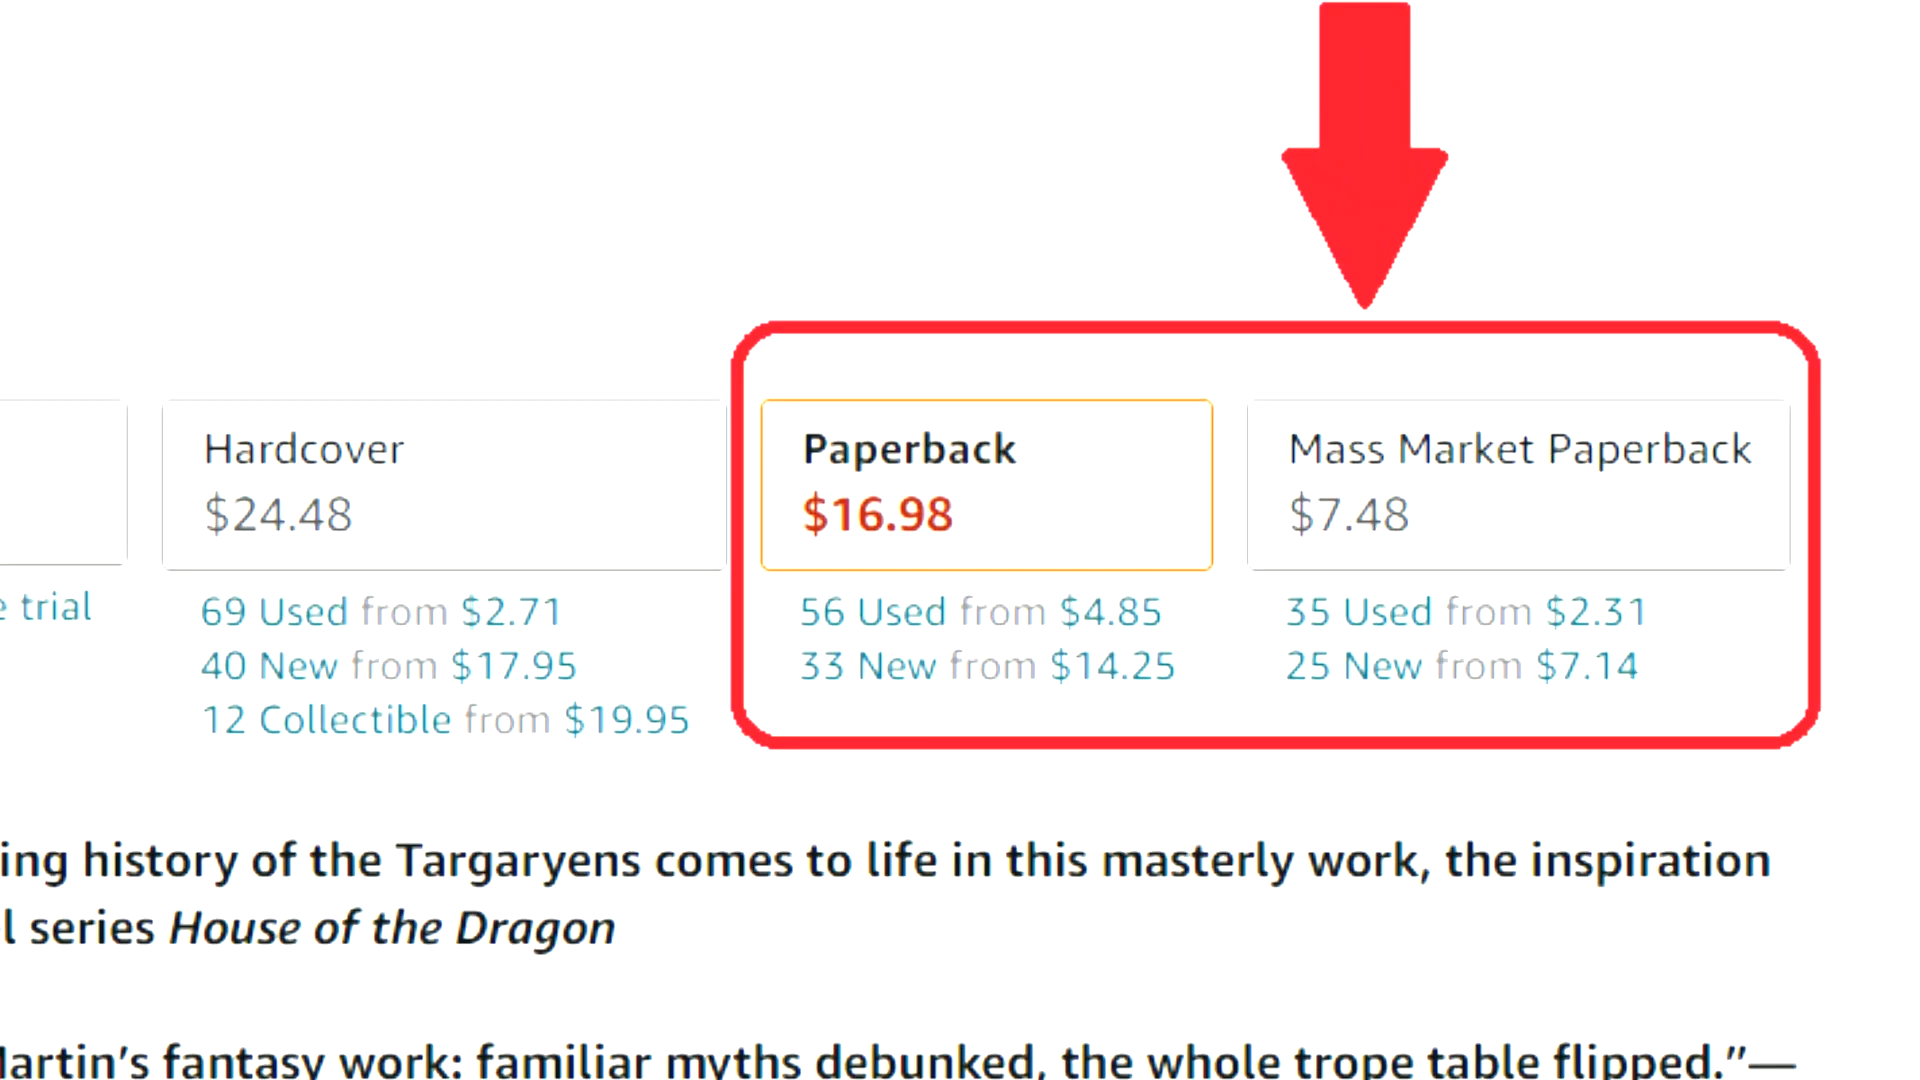 Hardcover
$24.48
Paperback
$16.98
Mass Market Paperback
$7.48
trial
69 Used from $2.71
40 New from $17.95
12 Collectible from $19.95
56 Used from $4.85
33 New from $14.25
35 Used from $2.31
25 New from $7.14
ing history of the Targaryens comes to life in this masterly work, the inspiration
l series House of the Dragon
Martin’s fantasy work: familiar myths debunked, the whole trope table flipped.”—